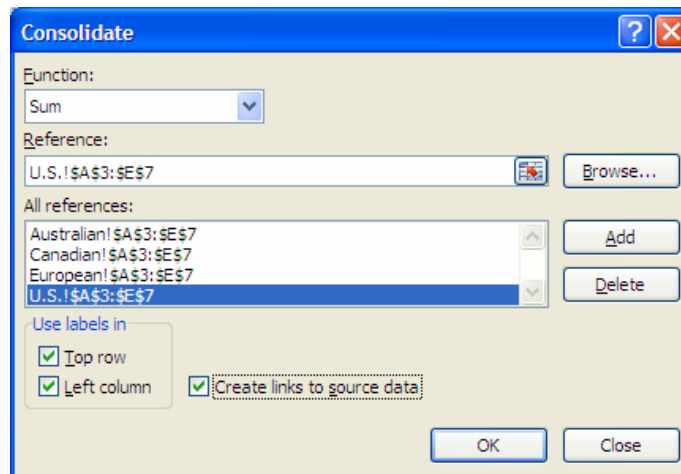 Consolidate
Function:
Sum
Reference:
U.S.!$A$3:$E$7
Browse...
All references:
Australian!$A$3:$E$7
Canadian!$A$3:$E$7
European!$A$3:$E$7
U.S.!$A$3:$E$7
Add
Delete
Use labels in
Top row
Left column
Create links to source data
OK
Close